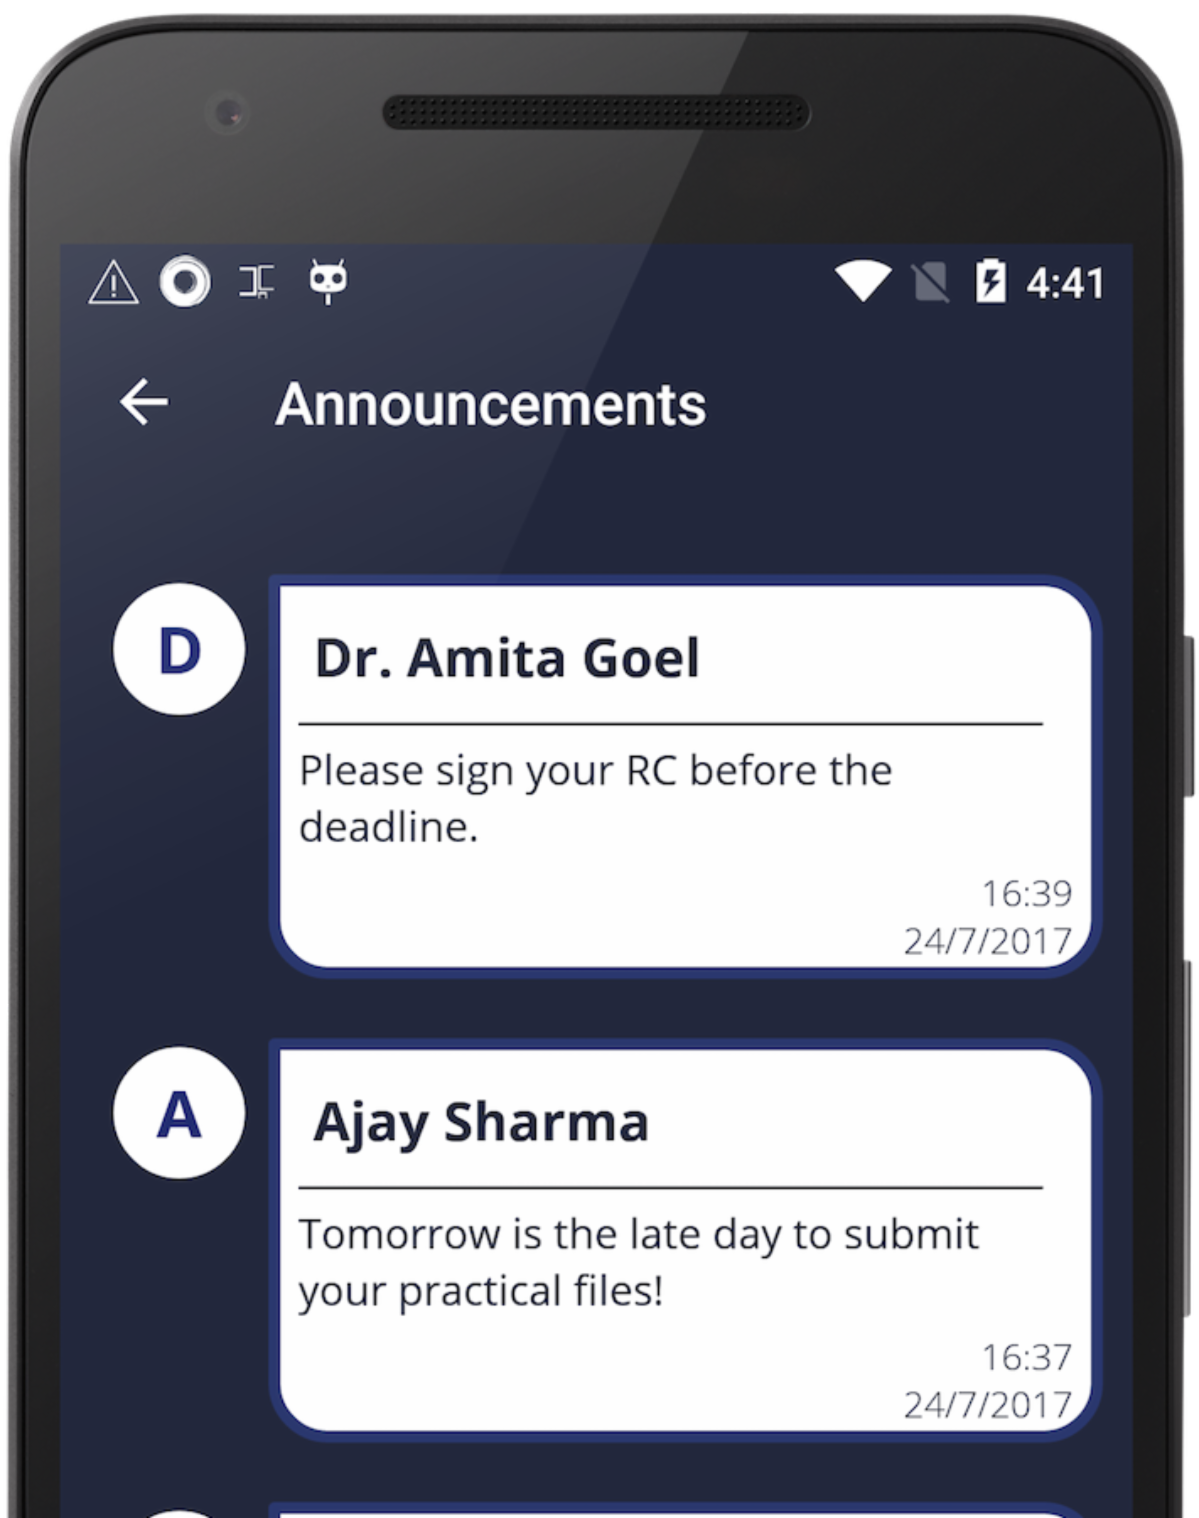 4:41
Announcements
D
Dr. Amita Goel
Please sign your RC before the
deadline.
16:39
24/7/2017
A
Ajay Sharma
Tomorrow is the late day to submit
your practical files!
16:37
24/7/2017